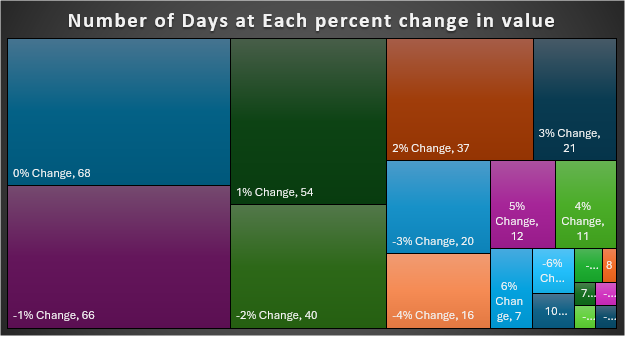 Number of Days at Each percent change in value
0% Change, 68
-1% Change, 66
1% Change, 54
-2% Change, 40
2% Change, 37
3% Change,
21
-3% Change, 20
-4% Change, 16
5%
Change,
12
4%
Change,
11
6%
Chan
ge, 7
-6%
Ch...
10...
-...
8
7...
-...
-...
-...